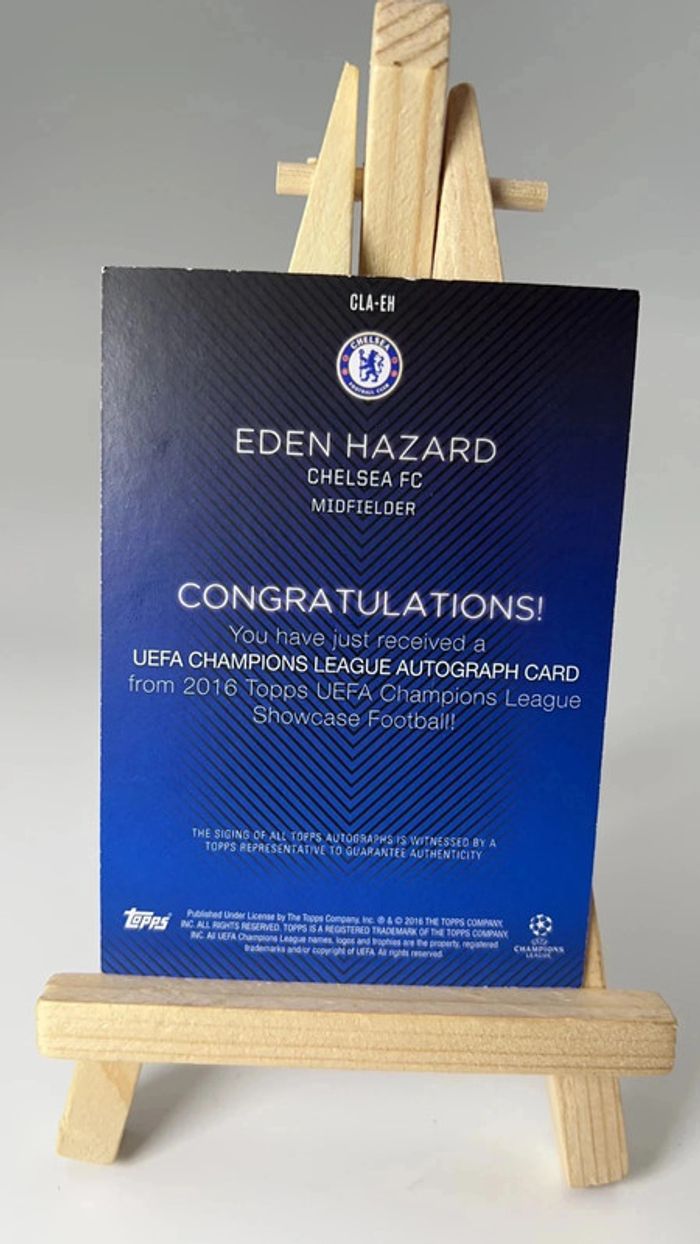 CLA-EH
CHELSEA
FOOTBALL CLUB
EDEN HAZARD
CHELSEA FC
MIDFIELDER
CONGRATULATIONS!
You have just received a
UEFA CHAMPIONS LEAGUE AUTOGRAPH CARD
from 2016 Topps UEFA Champions League
Showcase Football!
THE SIGING OF ALL TOPPS AUTOGRAPHS IS WITNESSED BY A
TOPPS REPRESENTATIVE TO GUARANTEE AUTHENTICITY
topps
Published Under License by The Topps Company, Inc. ® & © 2016 THE TOPPS COMPANY,
INC. ALL RIGHTS RESERVED. TOPPS IS A REGISTERED TRADEMARK OF THE TOPPS COMPANY,
INC. All UEFA Champions League names, logos and trophies are the property, registered
trademarks and/or copyright of UEFA. All rights reserved.
UEFA
CHAMPIONS
LEAGUE